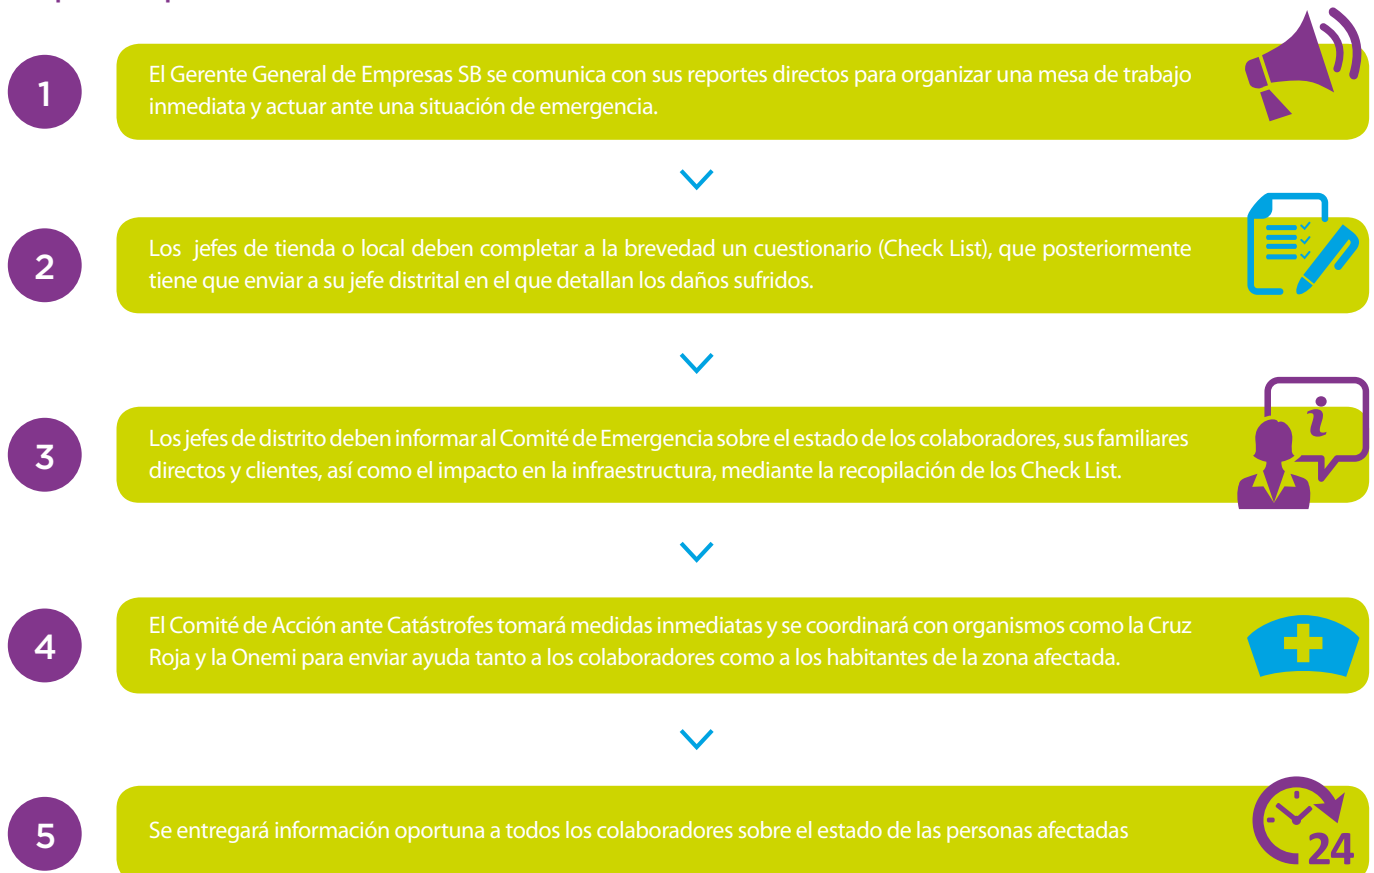 1
El Gerente General de Empresas SB se comunica con sus reportes directos para organizar una mesa de trabajo
inmediata y actuar ante una situación de emergencia.
2
Los jefes de tienda o local deben completar a la brevedad un cuestionario (Check List), que posteriormente
tiene que enviar a su jefe distrital en el que detallan los daños sufridos.
3
Los jefes de distrito deben informar al Comité de Emergencia sobre el estado de los colaboradores, sus familiares
directos y clientes, así como el impacto en la infraestructura, mediante la recopilación de los Check List.
i
4
El Comité de Acción ante Catástrofes tomará medidas inmediatas y se coordinará con organismos como la Cruz
Roja y la Onemi para enviar ayuda tanto a los colaboradores como a los habitantes de la zona afectada.
5
Se entregará información oportuna a todos los colaboradores sobre el estado de las personas afectadas
24